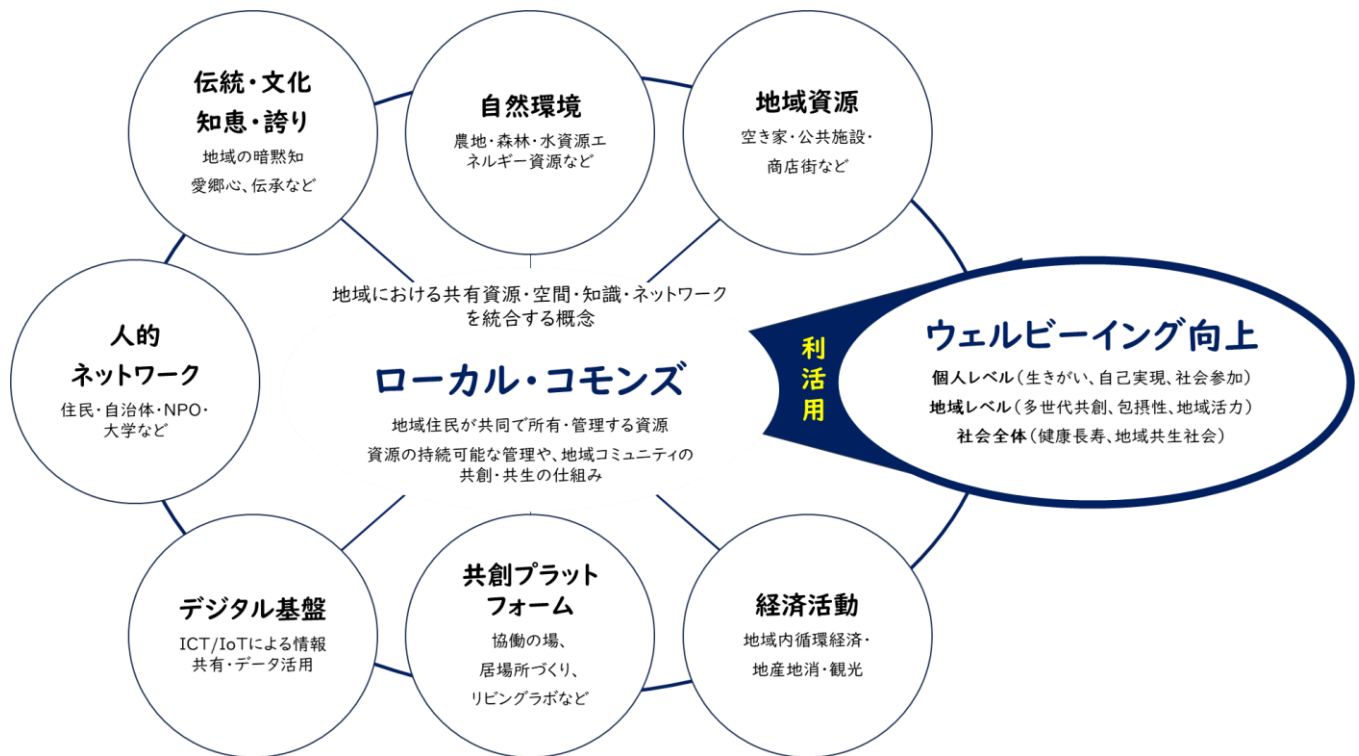 伝統・文化
知恵・誇り
地域の暗黙知
愛郷心、伝承など
自然環境
農地・森林・水資源エ
ネルギー資源など
地域資源
空き家・公共施設・
商店街など
人的
ネットワーク
住民・自治体・NPO・
大学など
地域における共有資源・空間・知識・ネットワーク
を統合する概念
ローカル・コモンズ
地域住民が共同で所有・管理する資源
資源の持続可能な管理や、地域コミュニティの
共創・共生の仕組み
利活用
ウェルビーイング向上
個人レベル（生きがい、自己実現、社会参加）
地域レベル（多世代共創、包摂性、地域活力）
社会全体（健康長寿、地域共生社会）
デジタル基盤
ICT/IoTによる情報
共有・データ活用
共創プラット
フォーム
協働の場、
居場所づくり、
リビングラボなど
経済活動
地域内循環経済・
地産地消・観光